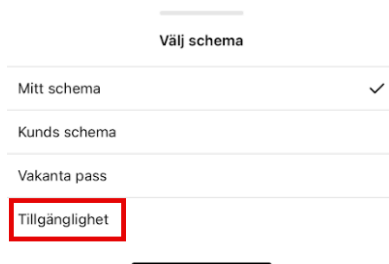 Välj schema
Mitt schema
Kunds schema
Vakanta pass
Tillgänglighet